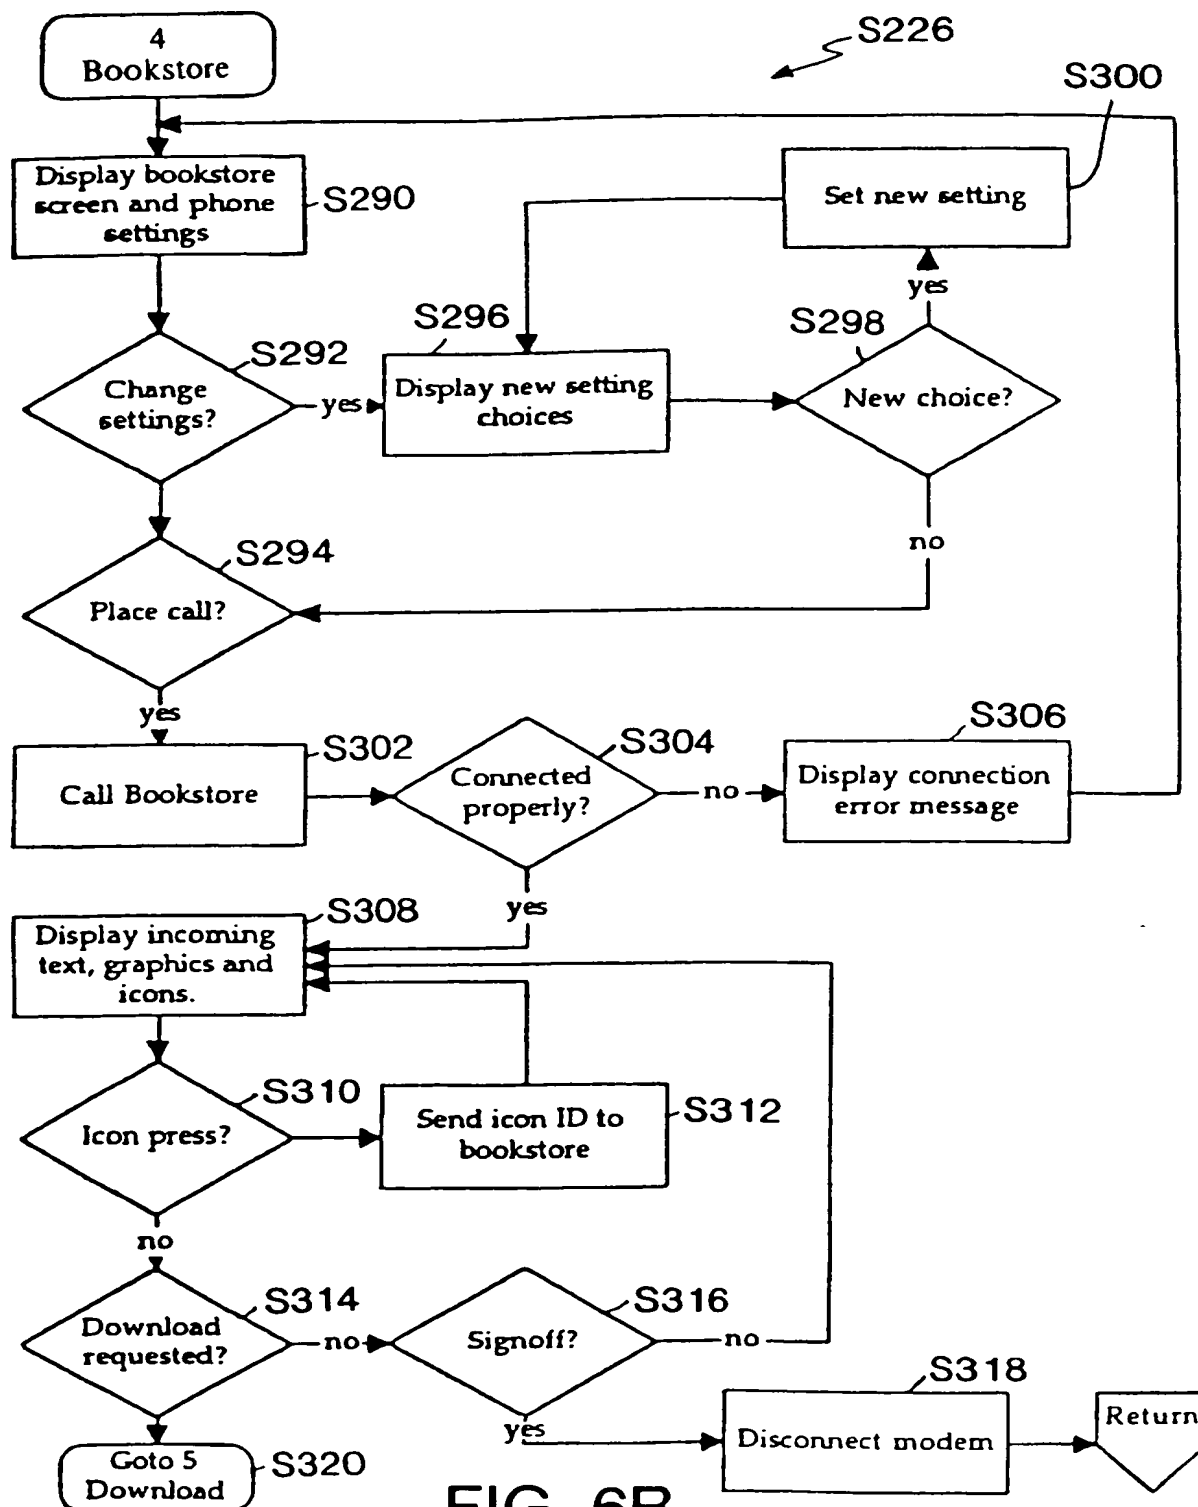 4
Bookstore
S226
S300
Display bookstore
screen and phone
settings
S290
Set new setting
yes
S296
S298
S292
Change
settings?
yes
Display new setting
choices
New choice?
no
S294
Place call?
yes
S302
Call Bookstore
S304
Connected
properly?
no
S306
Display connection
error message
yes
S308
Display incoming
text, graphics and
icons.
S310
Icon press?
Send icon ID to
bookstore
S312
no
S314
Download
requested?
no
S316
Signoff?
no
yes
S318
Disconnect modem
Return
Goto 5
Download
S320
FIG. 6B